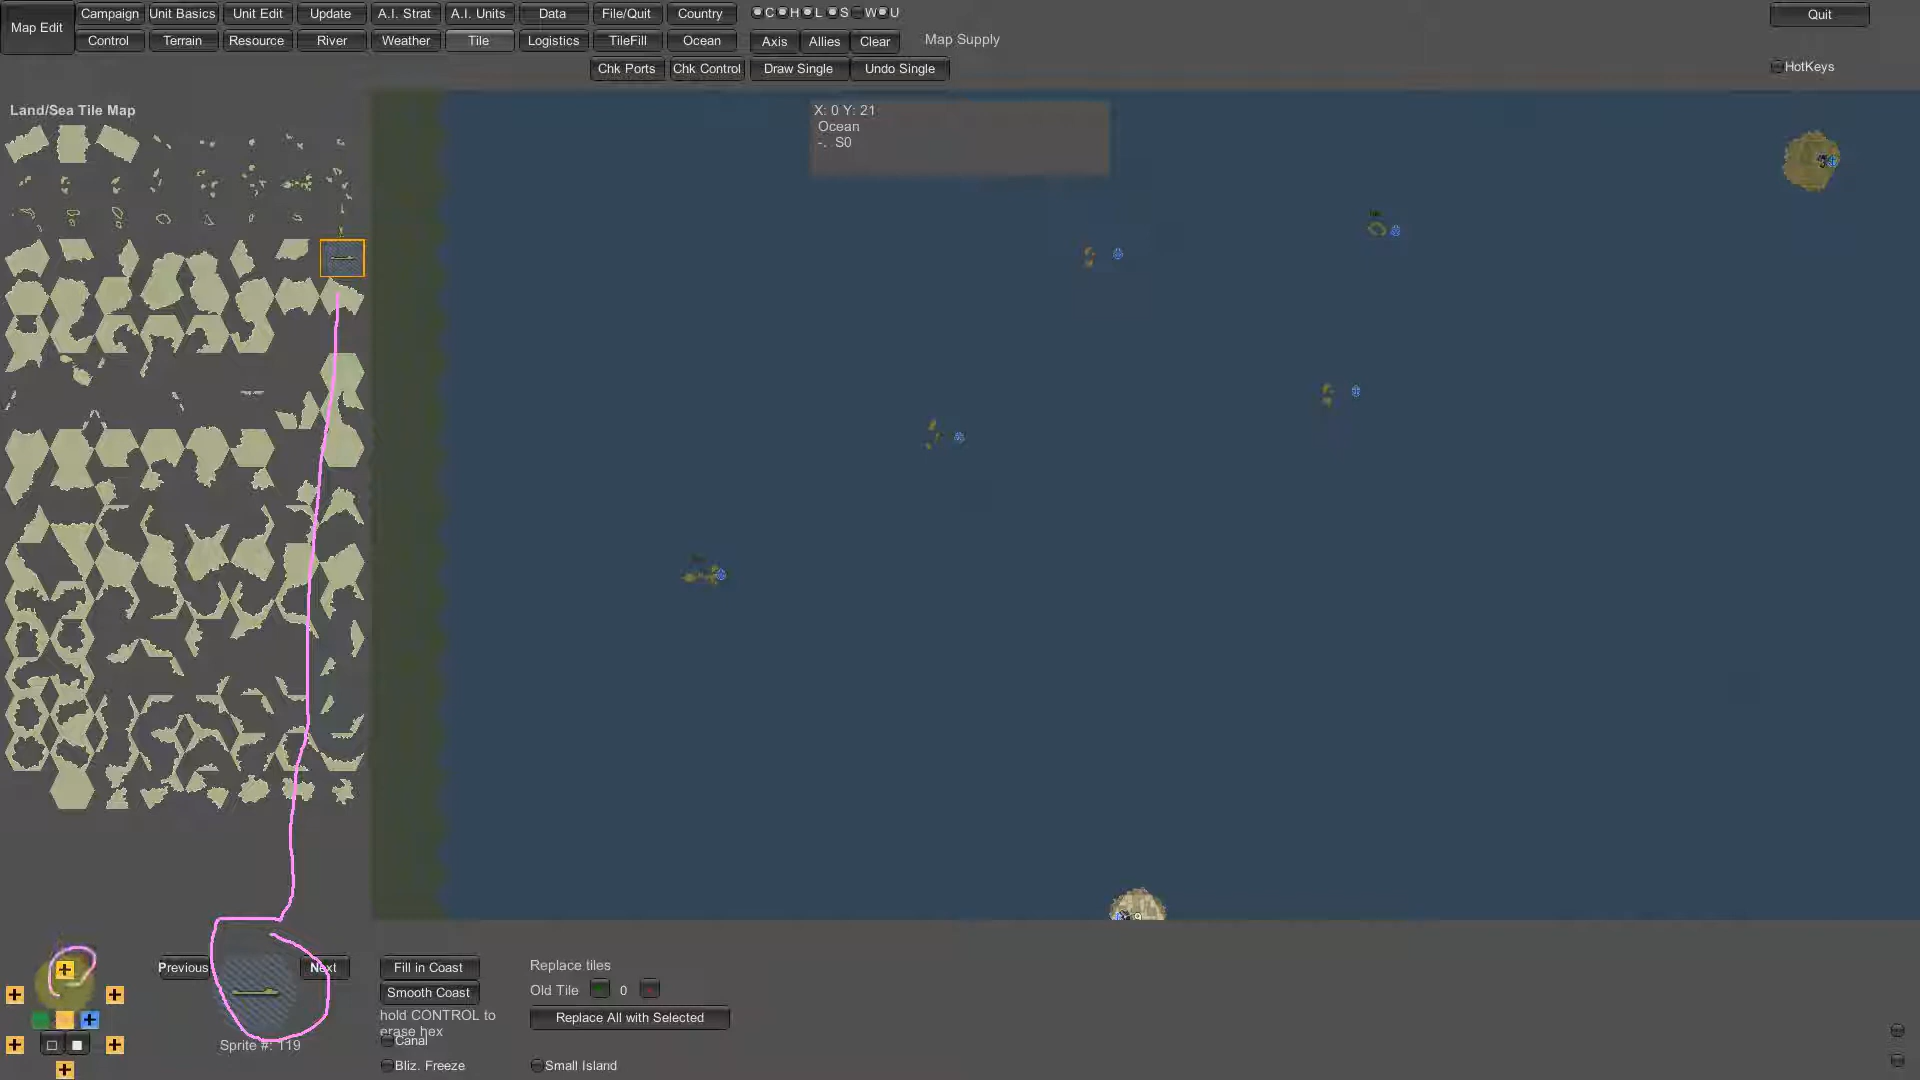 Map Edit
Campaign
Unit Basics
Unit Edit
Update
A.I. Strat
A.I. Units
Data
File/Quit
Country
C H L S W U
Quit
Control
Terrain
Resource
River
Weather
Tile
Logistics
TileFill
Ocean
Axis
Allies
Clear
Map Supply
Chk Ports
Chk Control
Draw Single
Undo Single
HotKeys
Land/Sea Tile Map
X: 0 Y: 21
Ocean
-. S0
9
Previous
Next
Fill in Coast
Smooth Coast
hold CONTROL to
erase hex
Canal
Bliz. Freeze
Sprite #: 119
Replace tiles
Old Tile
0
Replace All with Selected
Small Island